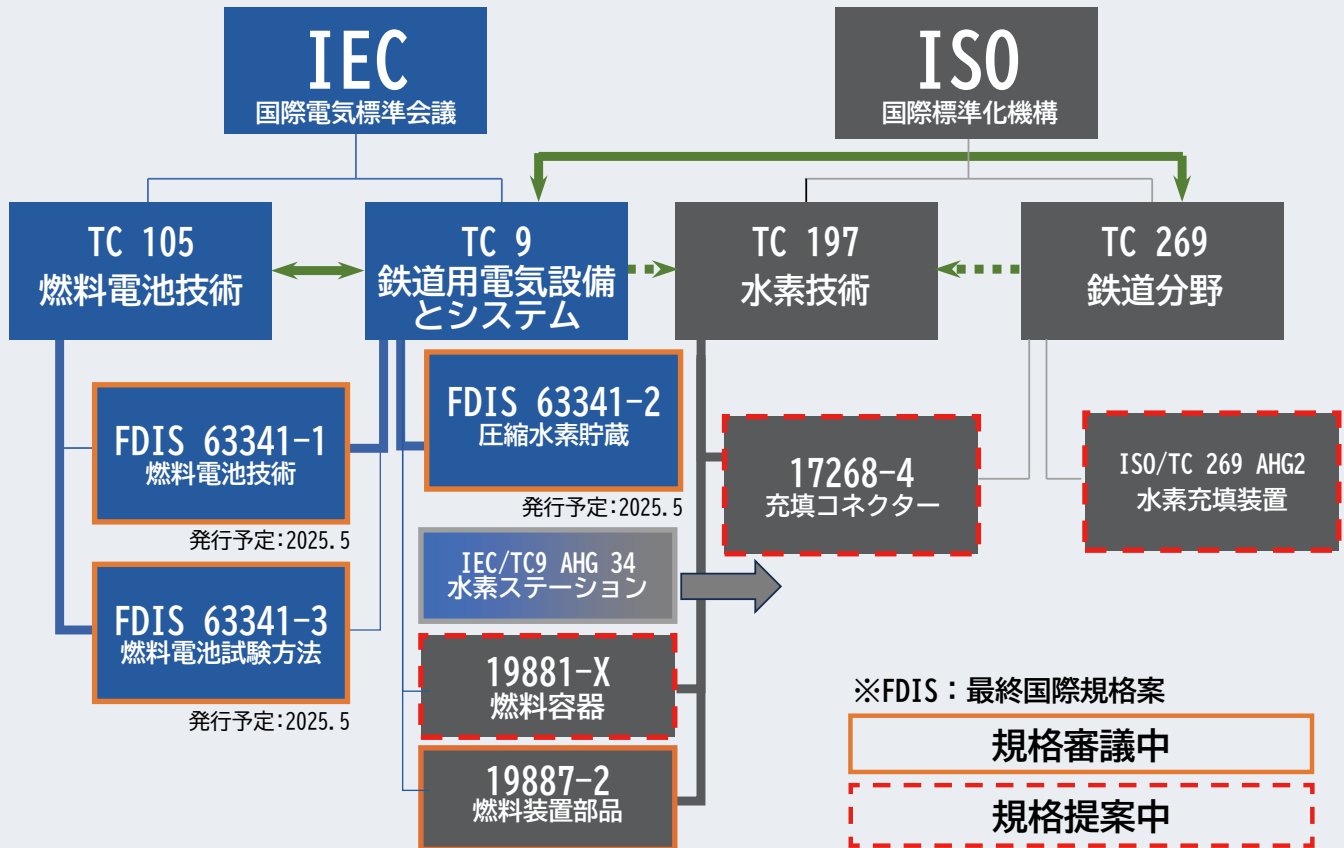 IEC
国際電気標準会議
ISO
国際標準化機構
TC 105
燃料電池技術
TC 9
鉄道用電気設備
とシステム
TC 197
水素技術
TC 269
鉄道分野
FDIS 63341-1
燃料電池技術
発行予定:2025.5
FDIS 63341-2
圧縮水素貯蔵
発行予定:2025.5
17268-4
充填コネクター
ISO/TC 269 AHG2
水素充填装置
IEC/TC9 AHG 34
水素ステーション
FDIS 63341-3
燃料電池試験方法
発行予定:2025.5
19881-X
燃料容器
19887-2
燃料装置部品
※FDIS：最終国際規格案
規格審議中
規格提案中